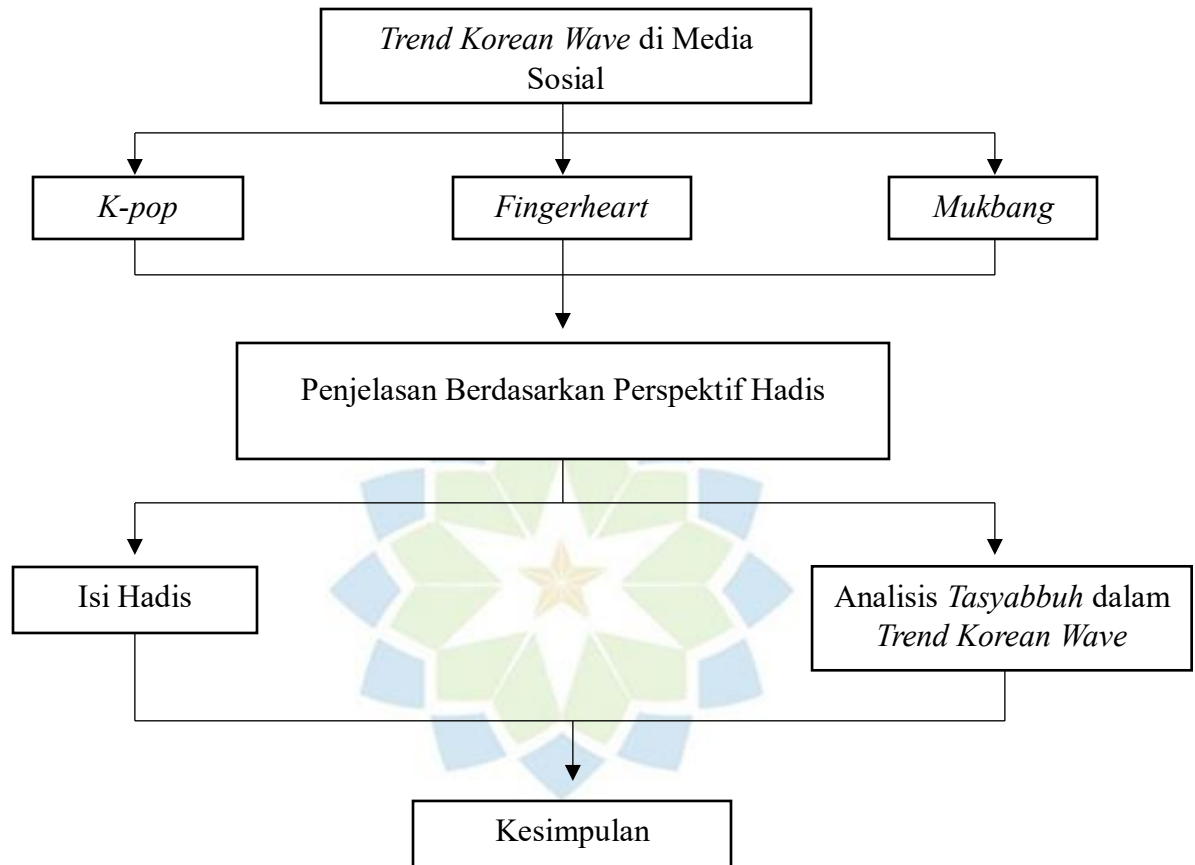 Trend Korean Wave di Media
Sosial
K-pop
Fingerheart
Mukbang
Penjelasan Berdasarkan Perspektif Hadis
Isi Hadis
Analisis Tasyabbuh dalam
Trend Korean Wave
Kesimpulan